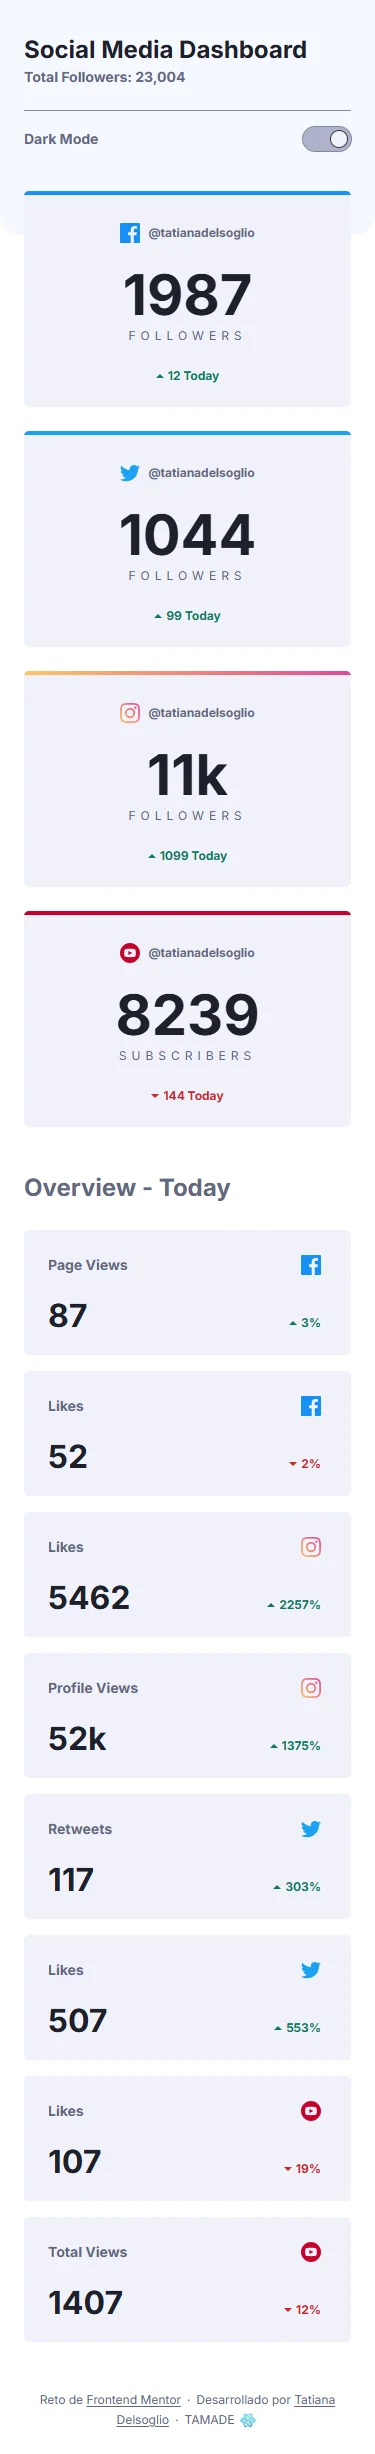 Social Media Dashboard
Total Followers: 23,004
Dark Mode
@tatianadelsoglio
1987
FOLLOWERS
12 Today
@tatianadelsoglio
1044
FOLLOWERS
99 Today
@tatianadelsoglio
11k
FOLLOWERS
1099 Today
@tatianadelsoglio
8239
SUBSCRIBERS
144 Today
Overview - Today
Page Views
87
3%
Likes
52
2%
Likes
5462
2257%
Profile Views
52k
1375%
Retweets
117
303%
Likes
507
553%
Likes
107
19%
Total Views
1407
12%
Reto de Frontend Mentor · Desarrollado por Tatiana
Delsoglio · TAMADE